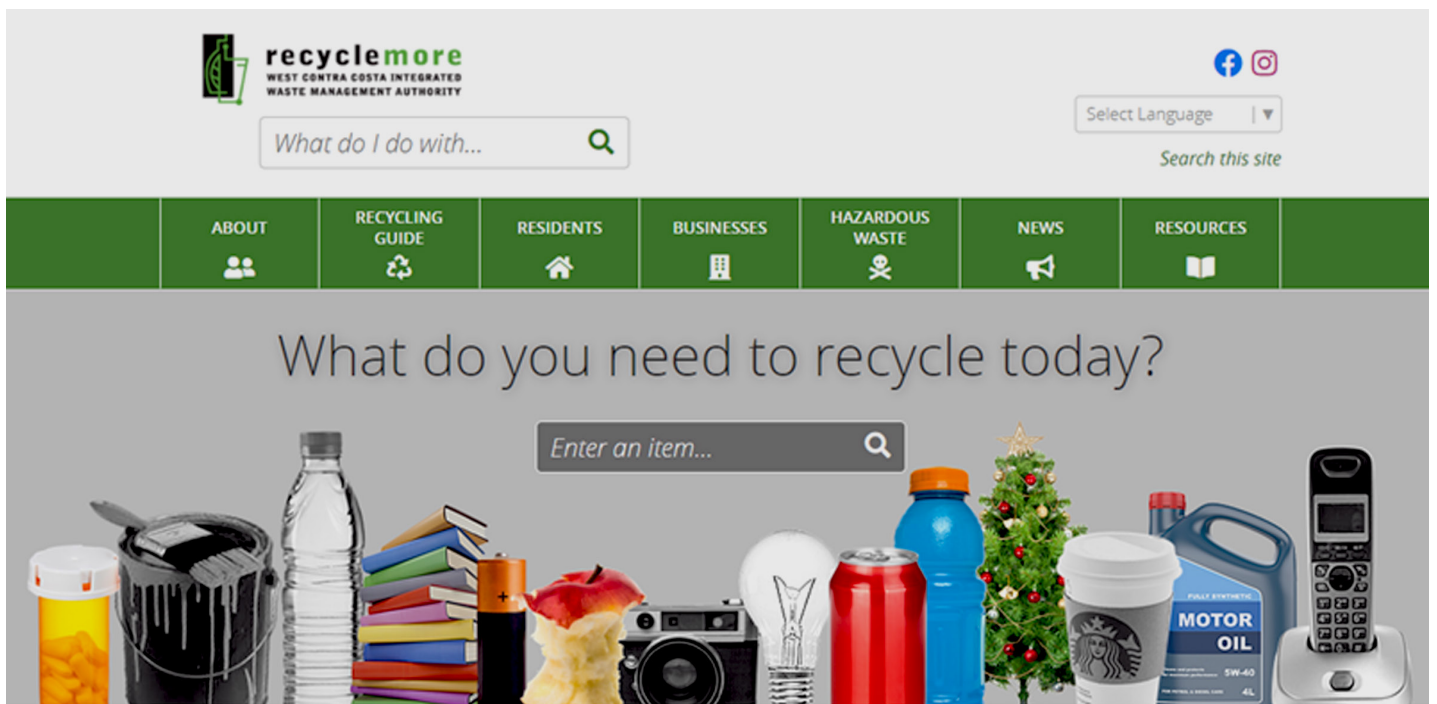 recyclemore
WEST CONTRA COSTA INTEGRATED
WASTE MANAGEMENT AUTHORITY
What do I do with...
Select Language
Search this site
ABOUT
RECYCLING
GUIDE
RESIDENTS
BUSINESSES
HAZARDOUS
WASTE
NEWS
RESOURCES
What do you need to recycle today?
Enter an item...
+
FULLY SYNTHETIC
MOTOR
OIL
5W-40
4L